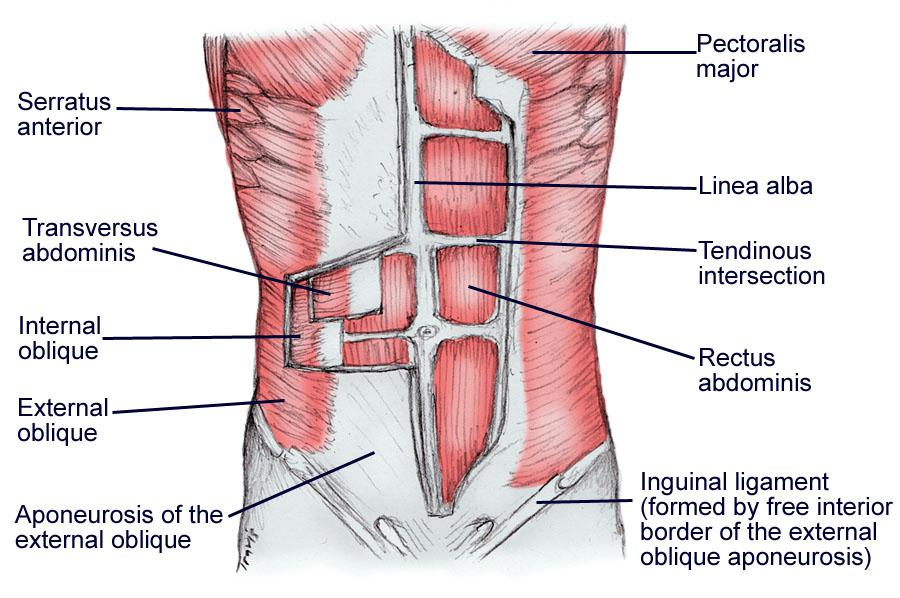 Serratus
anterior
Transversus
abdominis
Internal
oblique
External
oblique
Aponeurosis of the
external oblique
Pectoralis
major
Linea alba
Tendinous
intersection
Rectus
abdominis
Inguinal ligament
(formed by free interior
border of the external
oblique aponeurosis)